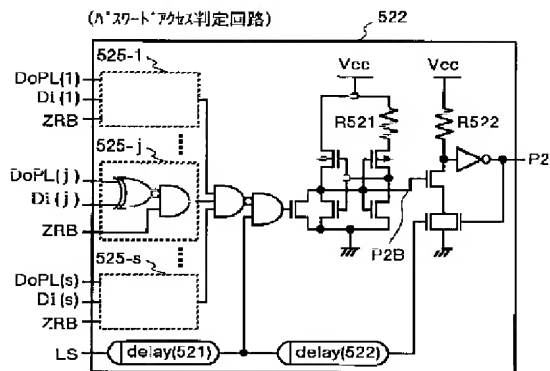 (ﾊﾟｽﾜｰﾄﾞｱｸｾｽ判定回路)
522
525-1
DoPL(1)
Di(1)
ZRB
525-j
DoPL(j)
Di(j)
ZRB
525-s
DoPL(s)
Di(s)
ZRB
LS
delay(521)
delay(522)
Vcc
Vcc
R521
R522
P2
P2B